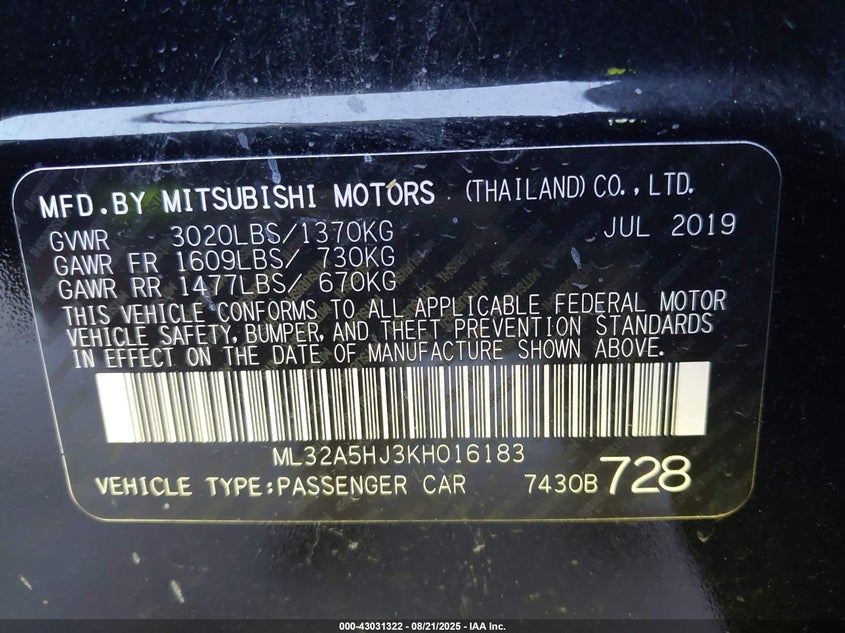 MFD.BY MITSUBISHI MOTORS (THAILAND) CO.,LTD.
GVWR 3020LBS/1370KG JUL 2019
GAWR FR 1609LBS/ 730KG
GAWR RR 1477LBS/ 670KG
THIS VEHICLE CONFORMS TO ALL APPLICABLE FEDERAL MOTOR
VEHICLE SAFETY, BUMPER, AND THEFT PREVENTION STANDARDS
IN EFFECT ON THE DATE OF MANUFACTURE SHOWN ABOVE.
ML32A5HJ3KH016183
VEHICLE TYPE:PASSENGER CAR 7430B 728
000-43031322 - 08/21/2025 - IAA Inc.